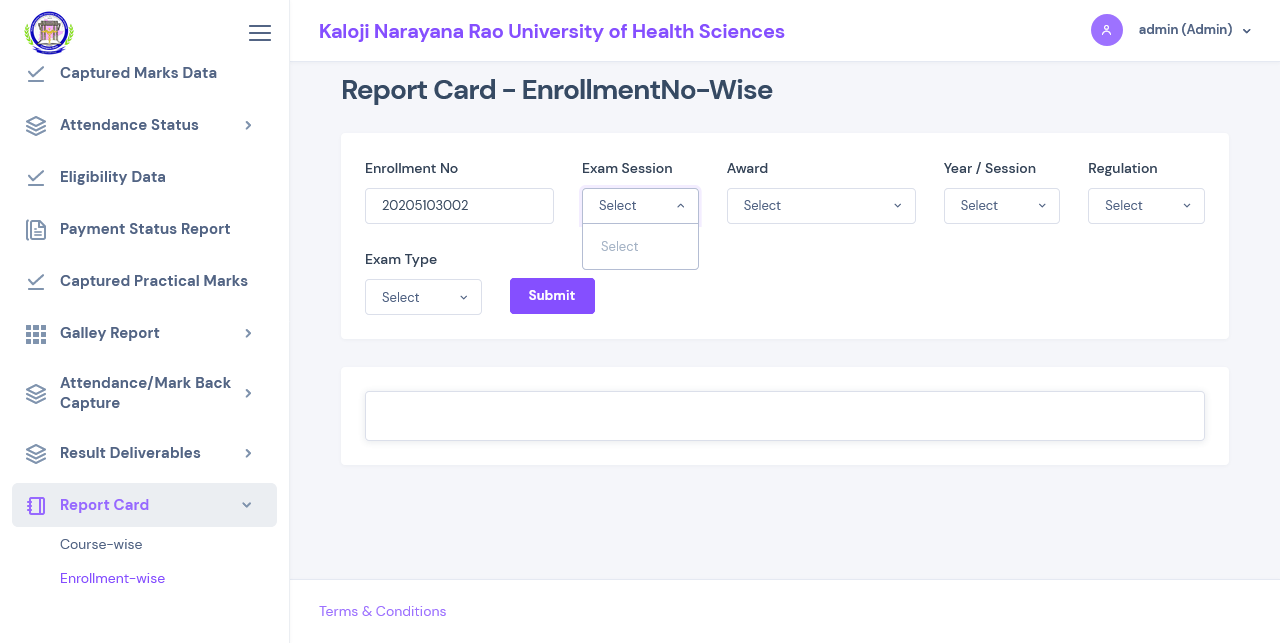 Captured Marks Data
Attendance Status
Eligibility Data
Payment Status Report
Captured Practical Marks
Galley Report
Attendance/Mark Back
Capture
Result Deliverables
Report Card
Course-wise
Enrollment-wise
Kaloji Narayana Rao University of Health Sciences
admin (Admin)
Report Card - EnrollmentNo-Wise
Enrollment No
Exam Session
Award
Year / Session
Regulation
20205103002
Select
Select
Select
Select
Select
Exam Type
Select
Submit
Terms & Conditions